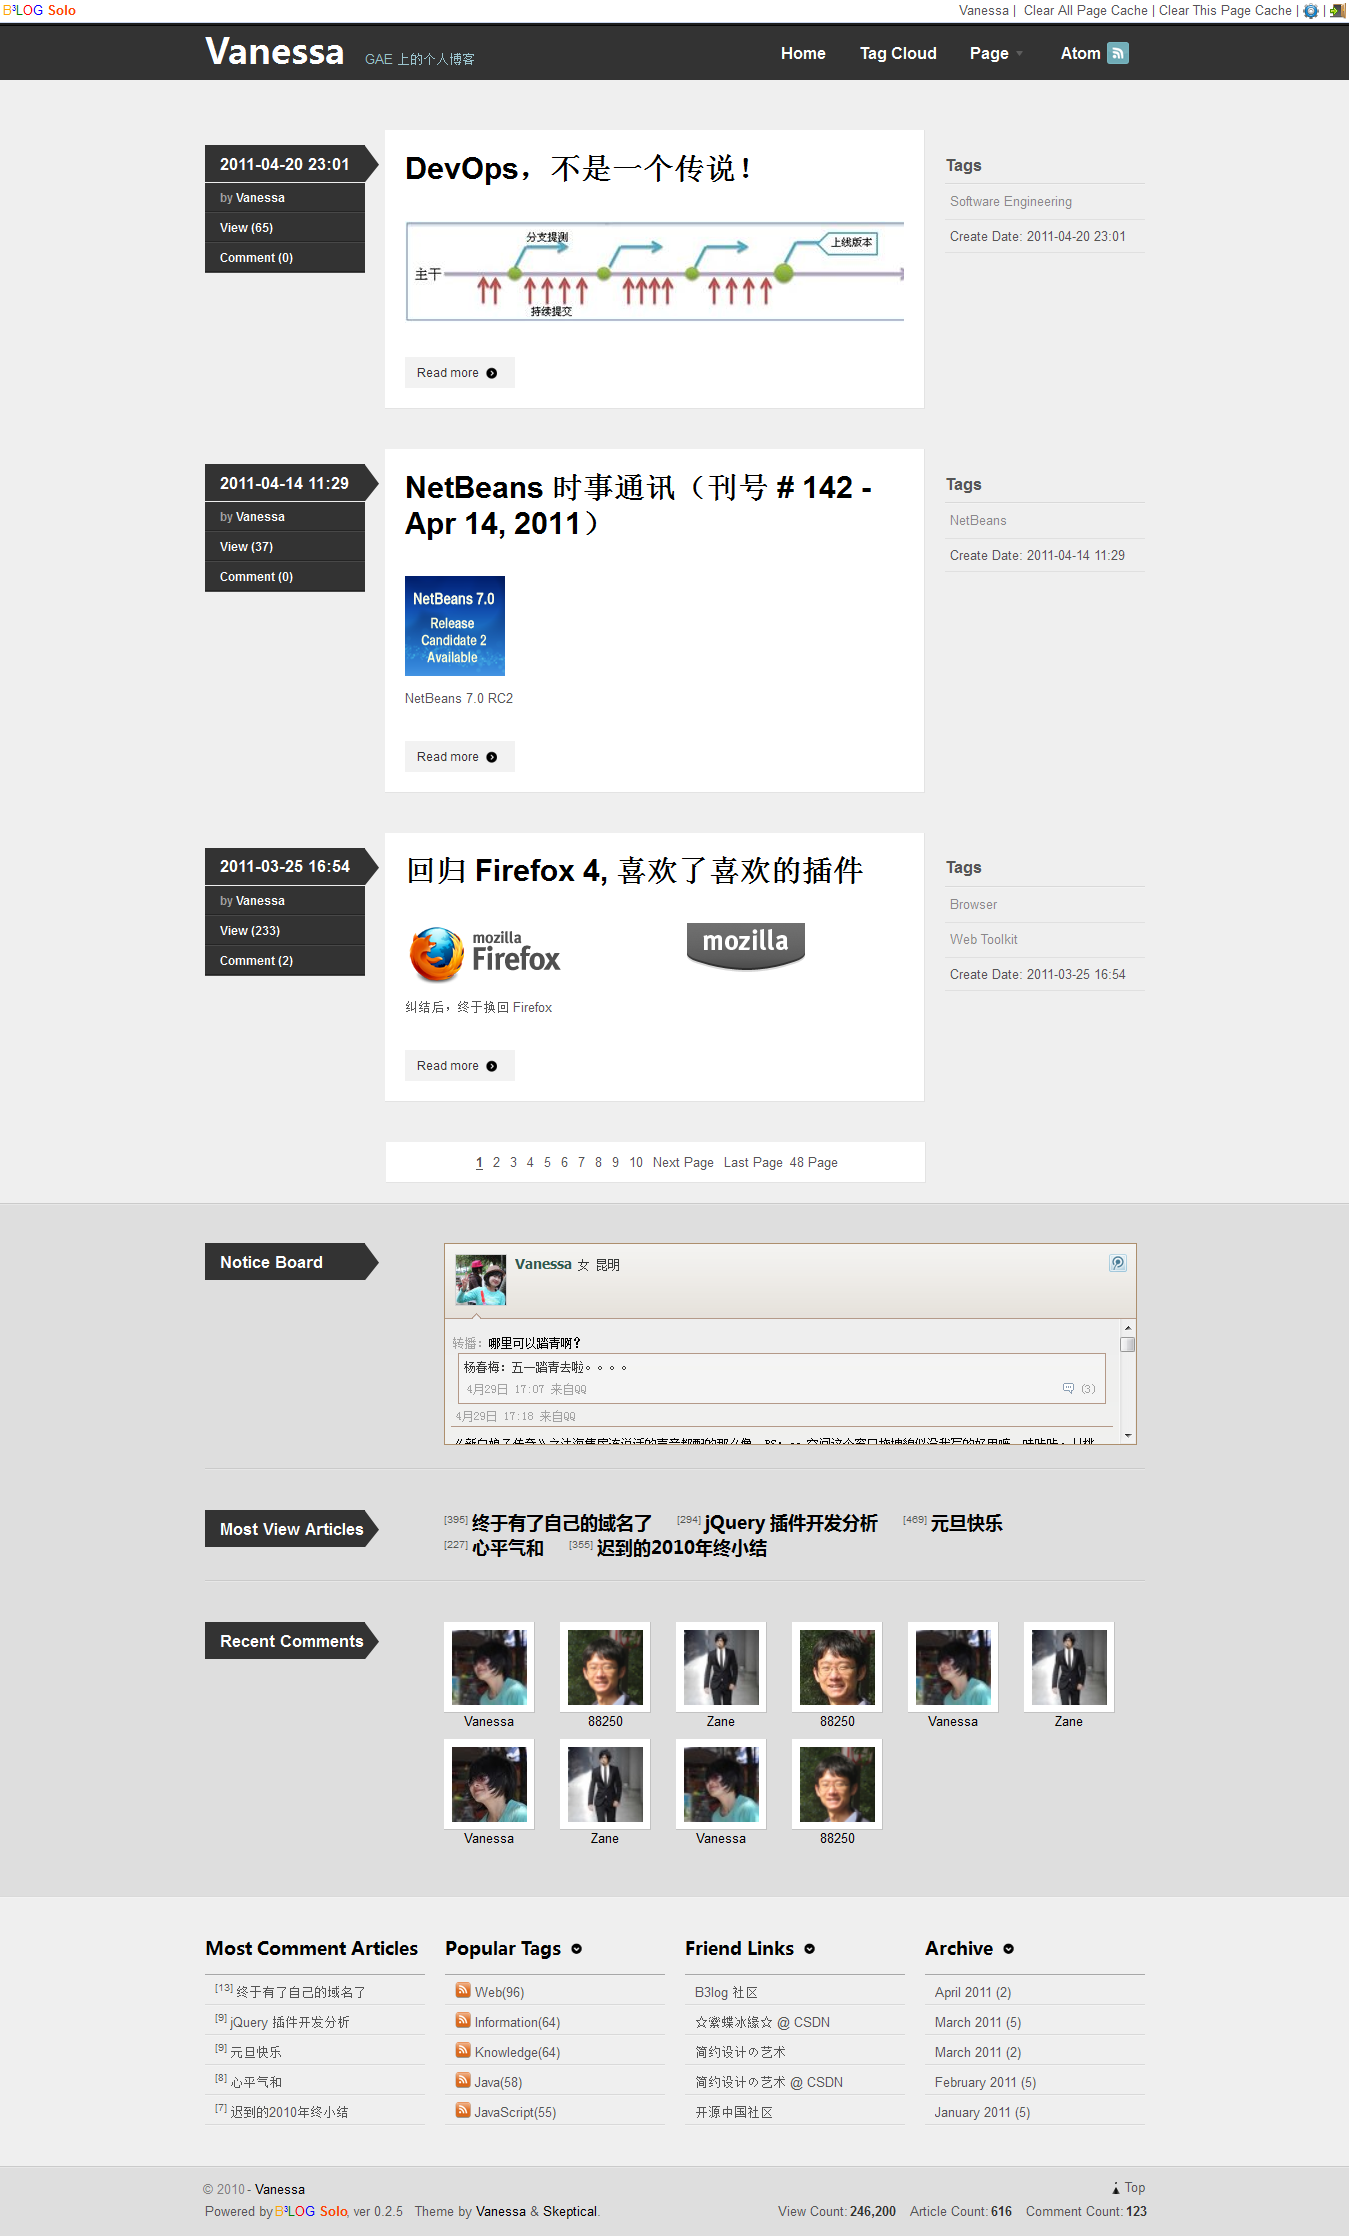 B³LOG Solo
Vanessa | Clear All Page Cache | Clear This Page Cache | |
Vanessa GAE 上的个人博客
Home Tag Cloud Page Atom
2011-04-20 23:01
by Vanessa
View (65)
Comment (0)
DevOps，不是一个传说！
分支提测
上线版本
主干
持续提交
Read more
Tags
Software Engineering
Create Date: 2011-04-20 23:01
2011-04-14 11:29
by Vanessa
View (37)
Comment (0)
NetBeans 时事通讯（刊号 # 142 -
Apr 14, 2011）
NetBeans 7.0
Release
Candidate 2
Available
NetBeans 7.0 RC2
Read more
Tags
NetBeans
Create Date: 2011-04-14 11:29
2011-03-25 16:54
by Vanessa
View (233)
Comment (2)
回归 Firefox 4, 喜欢了喜欢的插件
mozilla
Firefox
mozilla
纠结后，终于换回 Firefox
Read more
Tags
Browser
Web Toolkit
Create Date: 2011-03-25 16:54
1 2 3 4 5 6 7 8 9 10 Next Page Last Page 48 Page
Notice Board
Vanessa 女 昆明
转播：哪里可以踏青啊？
杨春梅：五一踏青去啦。。。。
4月29日 17:07 来自QQ (3)
4月29日 17:18 来自QQ
Most View Articles
[395] 终于有了自己的域名了 [294] jQuery 插件开发分析 [469] 元旦快乐
[227] 心平气和 [355] 迟到的2010年终小结
Recent Comments
Vanessa 88250 Zane 88250 Vanessa Zane
Vanessa Zane Vanessa 88250
Most Comment Articles
[13] 终于有了自己的域名了
[9] jQuery 插件开发分析
[9] 元旦快乐
[8] 心平气和
[7] 迟到的2010年终小结
Popular Tags
Web(96)
Information(64)
Knowledge(64)
Java(58)
JavaScript(55)
Friend Links
B3log 社区
☆紫蝶冰缘☆ @ CSDN
简约设计の艺术
简约设计の艺术 @ CSDN
开源中国社区
Archive
April 2011 (2)
March 2011 (5)
March 2011 (2)
February 2011 (5)
January 2011 (5)
© 2010 - Vanessa
Top
Powered by B³LOG Solo, ver 0.2.5 Theme by Vanessa & Skeptical.
View Count: 246,200 Article Count: 616 Comment Count: 123